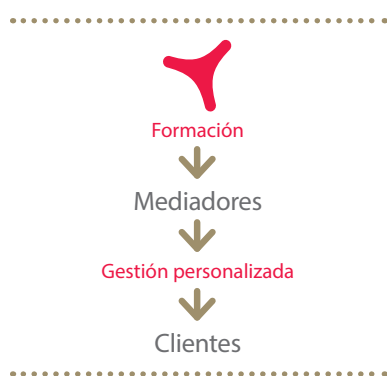 Formación
Mediadores
Gestión personalizada
Clientes